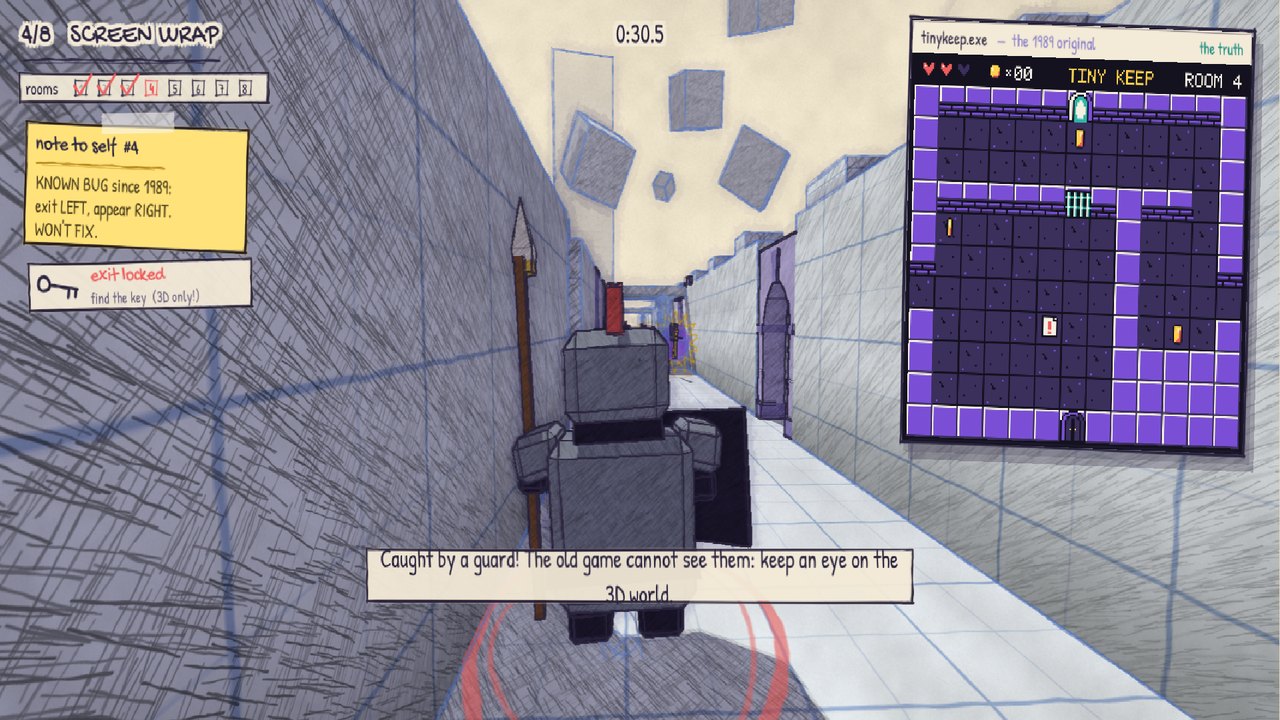 4/8 SCREEN WRAP
0:30.5
rooms 4 5 6 7 8
note to self #4
KNOWN BUG since 1989:
exit LEFT, appear RIGHT.
WON'T FIX.
exit locked
find the key (3D only!)
tinykeep.exe — the 1989 original
the truth
×00 TINY KEEP ROOM 4
Caught by a guard! The old game cannot see them: keep an eye on the
3D world.